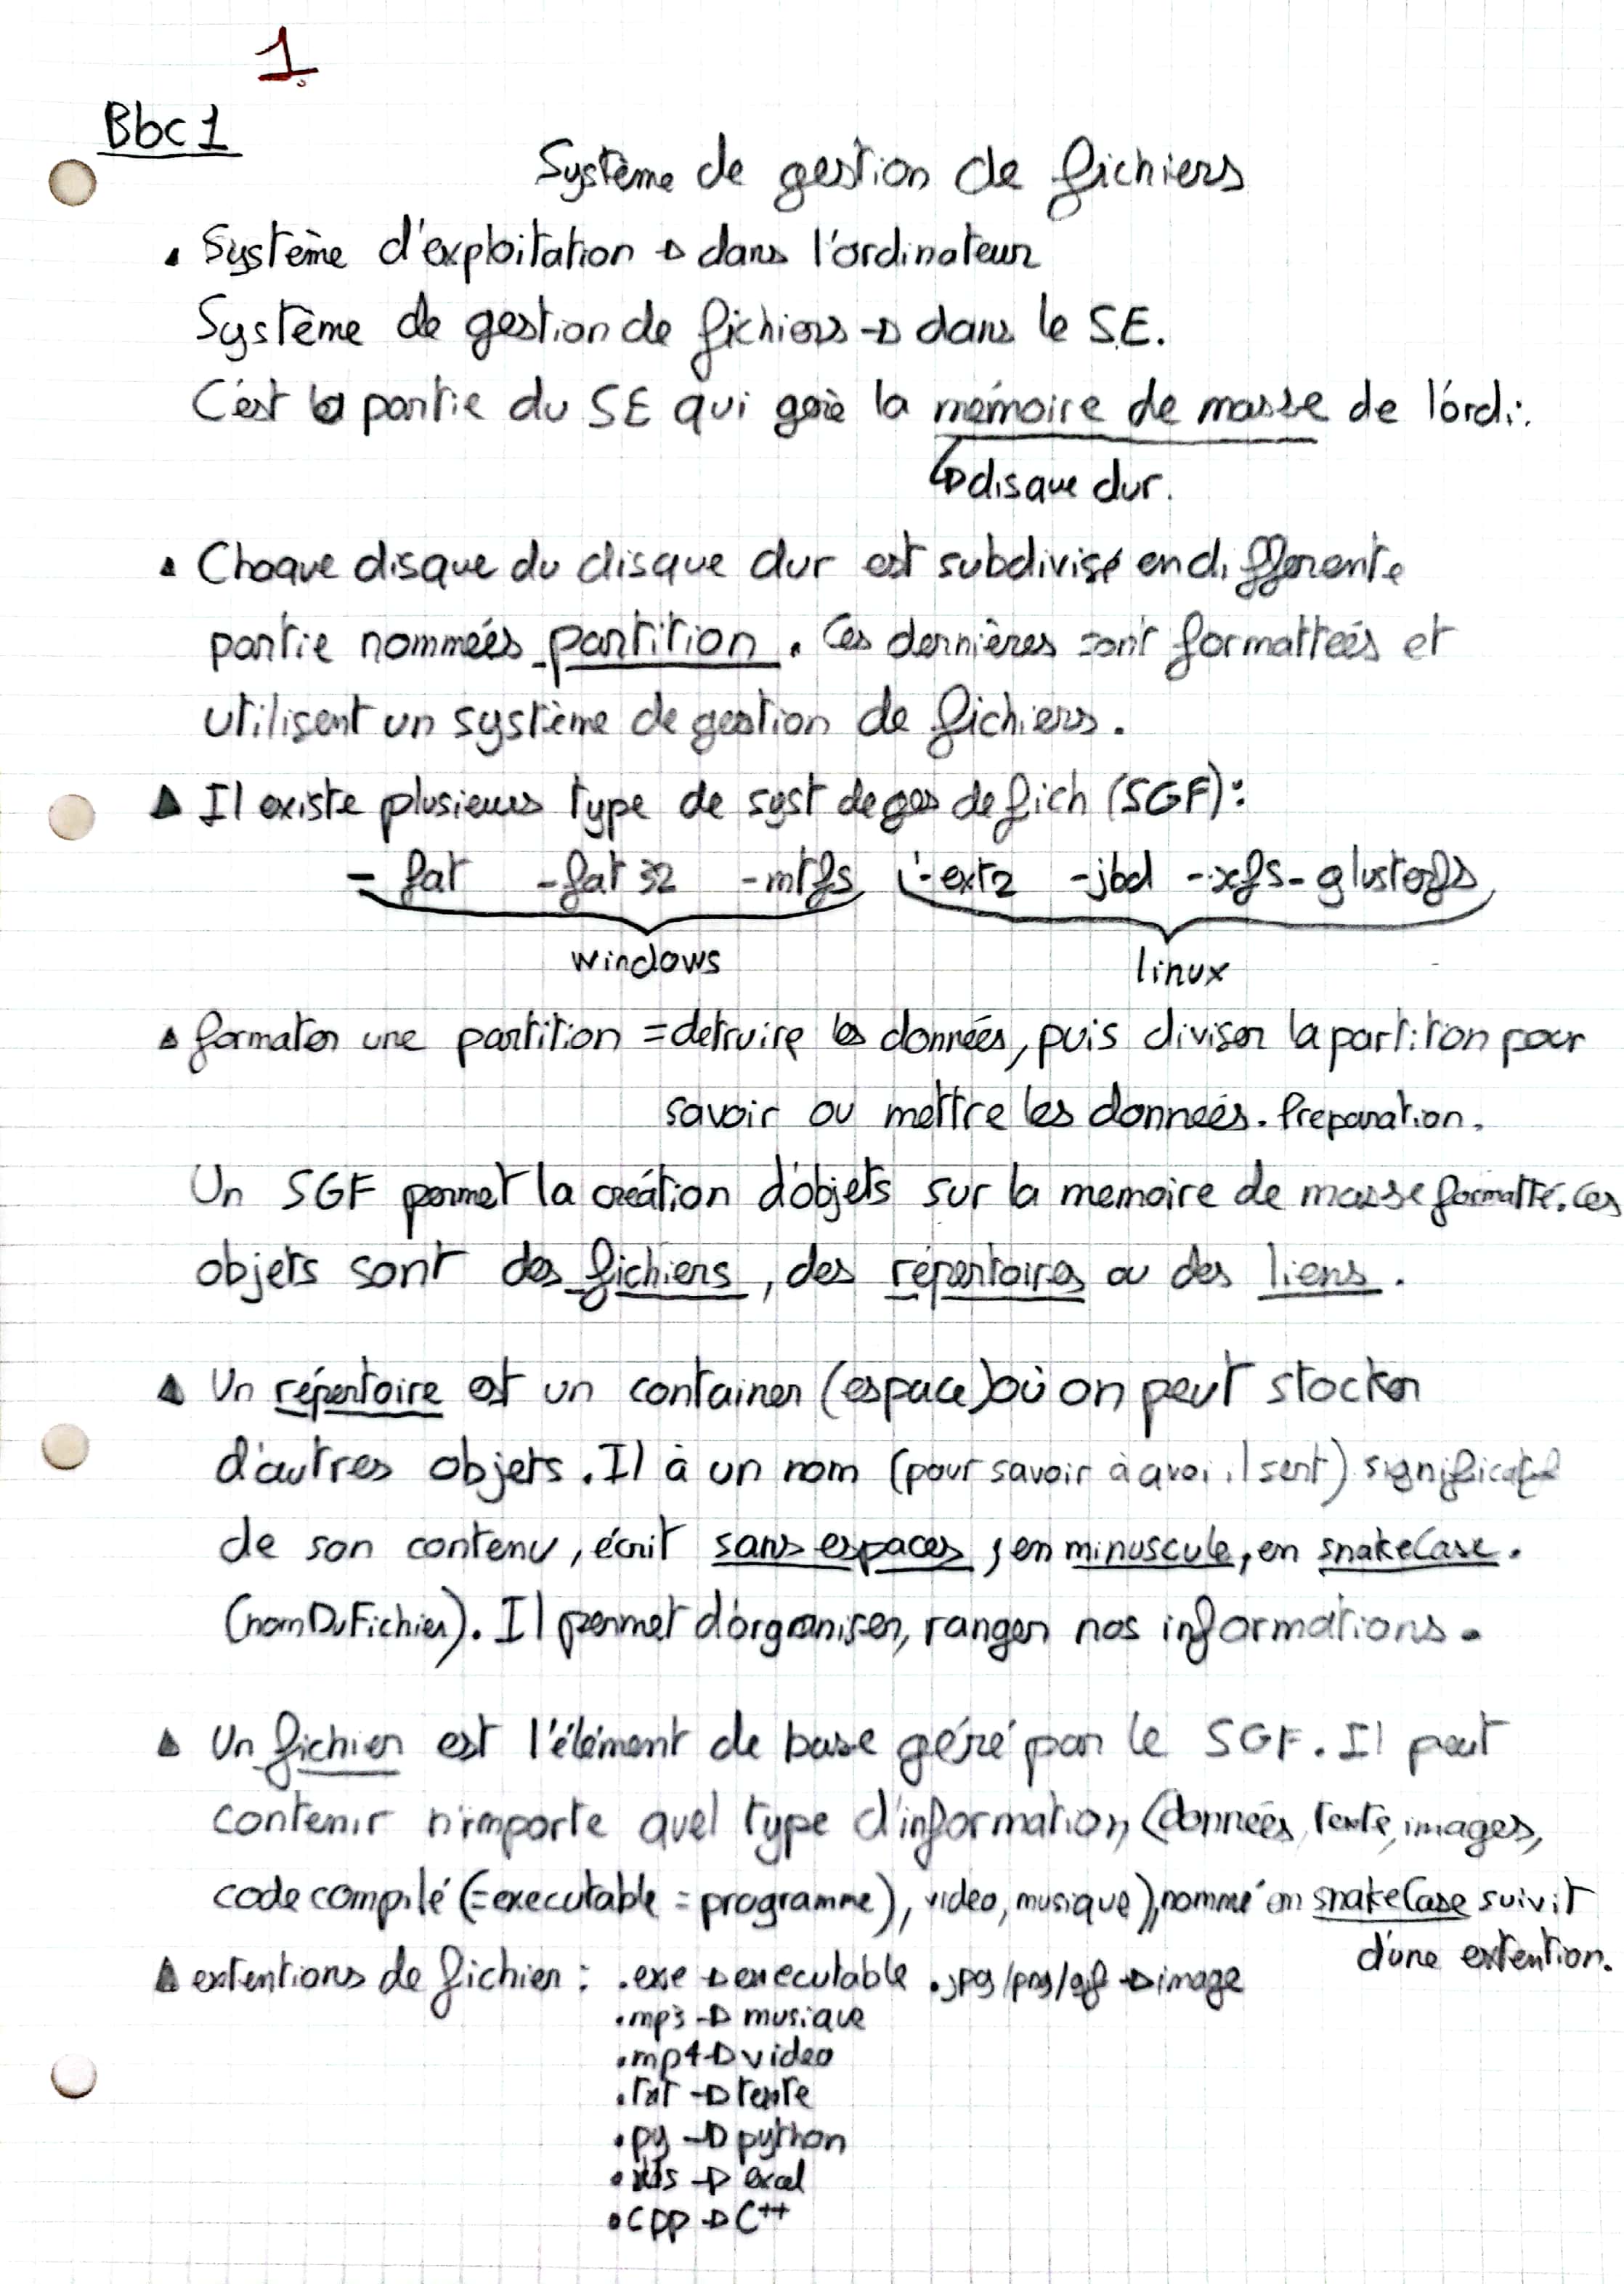 1.
Bbc 1
Système de gestion de fichiers
Système d'exploitation → dans l'ordinateur
Système de gestion de fichiers → dans le S.E.
C'est la partie du SE qui gère la mémoire de masse de l'ordi.
↳ disque dur.
Chaque disque du disque dur est subdivisé en differente
partie nommées partition. Ces dernières sont formattées et
utilisent un système de gestion de fichiers.
Il existe plusieurs type de syst de ges de fich (SGF):
- fat - fat 32 - mtfs - ext2 - jbd - xfs - glusterfs
windows linux
formater une partition = detruire les données, puis diviser la partition pour
savoir ou mettre les données. Preparation.
Un SGF permet la création d'objets sur la memoire de masse formatté. Ces
objets sont des fichiers, des répertoires ou des liens.
Un répertoire est un container (espace) où on peut stocker
d'autres objets. Il à un nom (pour savoir à quoi il sert) significatif
de son contenu, écrit sans espaces, en minuscule, en snakeCase.
(nomDuFichier). Il permet d'organiser, ranger nos informations.
Un fichier est l'élément de base géré par le SGF. Il peut
contenir n'importe quel type d'information (données, texte, images,
code compilé (= executable = programme), video, musique), nommé en snakeCase suivit
d'une extention.
extentions de fichier : .exe → executable .jpg/png/gif → image
.mp3 → musique
.mp4 → video
.txt → texte
.py → python
.xls → excel
.cpp → C++